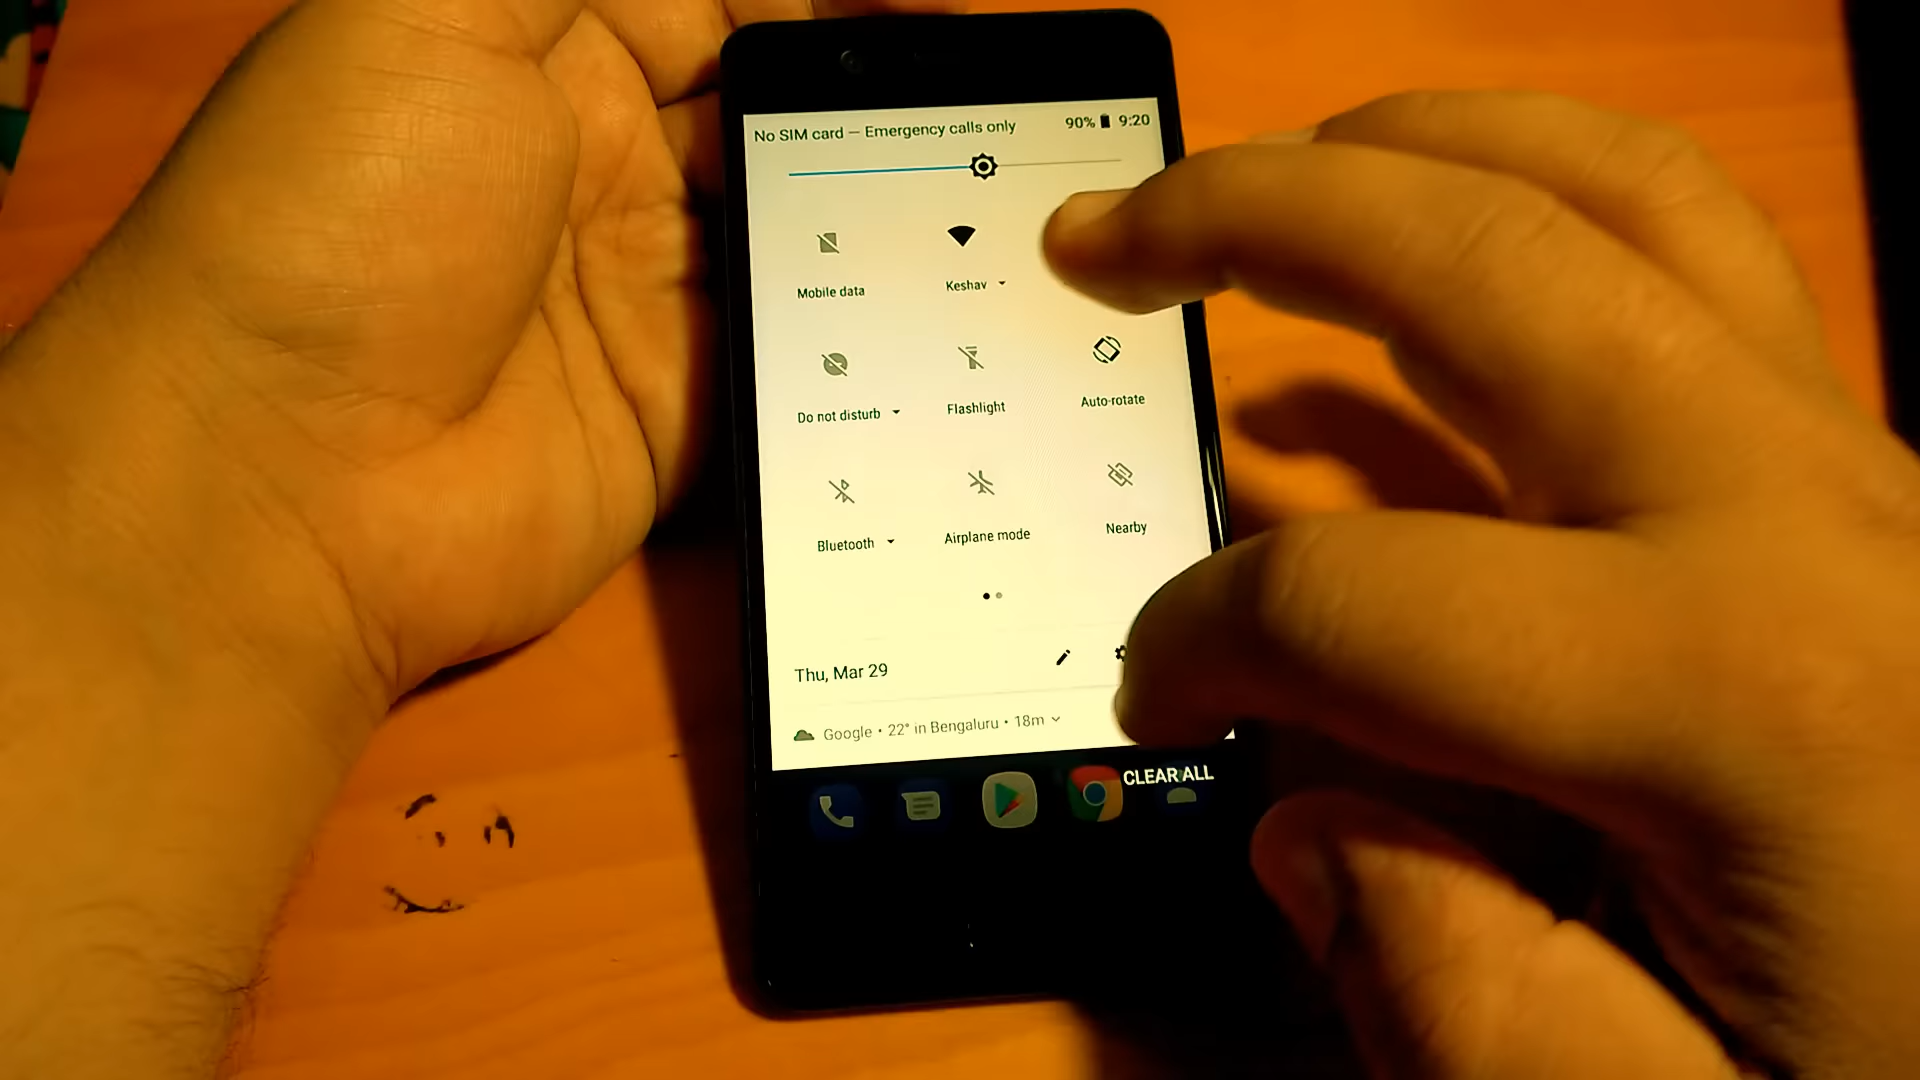 No SIM card — Emergency calls only 90% 9:20
Mobile data
Keshav
Do not disturb
Flashlight
Auto-rotate
Bluetooth
Airplane mode
Nearby
Thu, Mar 29
Google • 22° in Bengaluru • 18m
CLEAR ALL